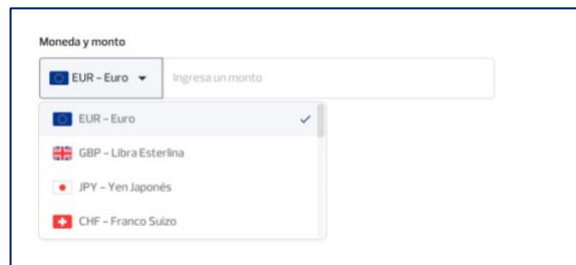 Moneda y monto
EUR – Euro Ingresa un monto
EUR – Euro
GBP – Libra Esterlina
JPY – Yen Japonés
CHF – Franco Suizo